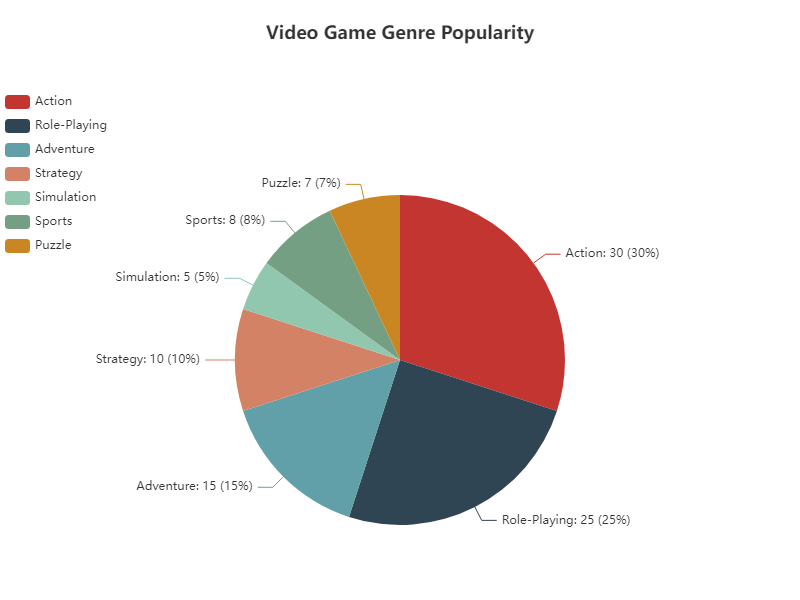 Video Game Genre Popularity
Action
Role-Playing
Adventure
Strategy
Simulation
Sports
Puzzle
Puzzle: 7 (7%)
Sports: 8 (8%)
Action: 30 (30%)
Simulation: 5 (5%)
Strategy: 10 (10%)
Adventure: 15 (15%)
Role-Playing: 25 (25%)